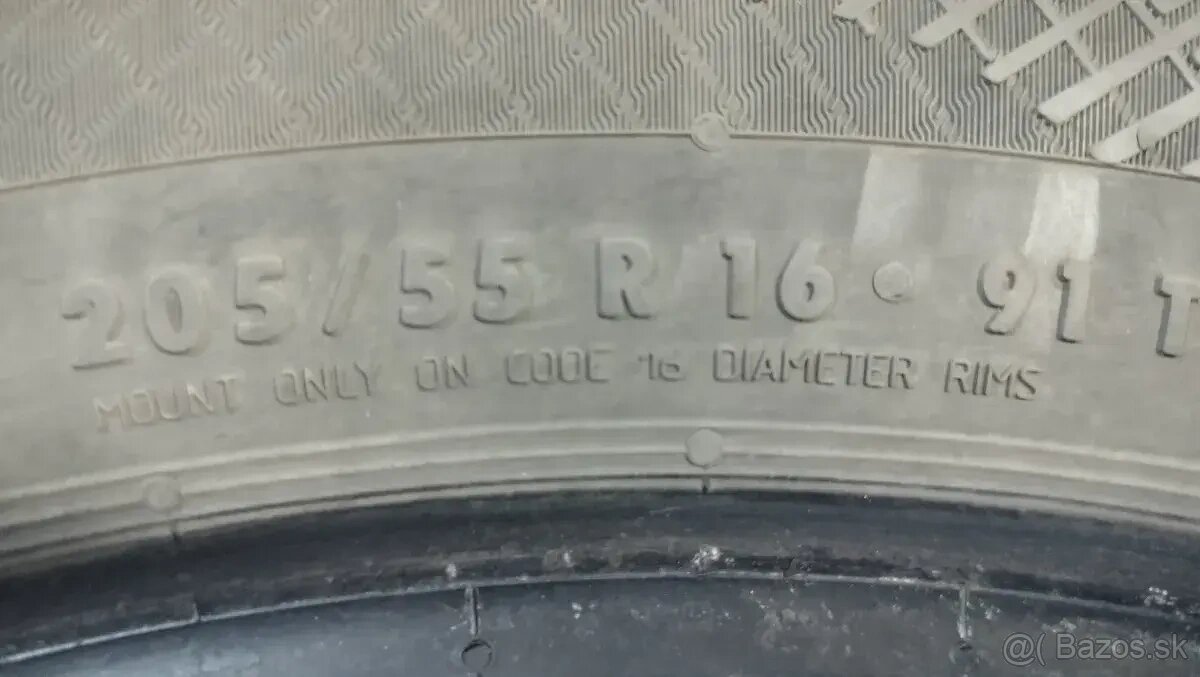 205/55 R 16 • 91 T
MOUNT ONLY ON CODE 16 DIAMETER RIMS
@( Bazos.sk